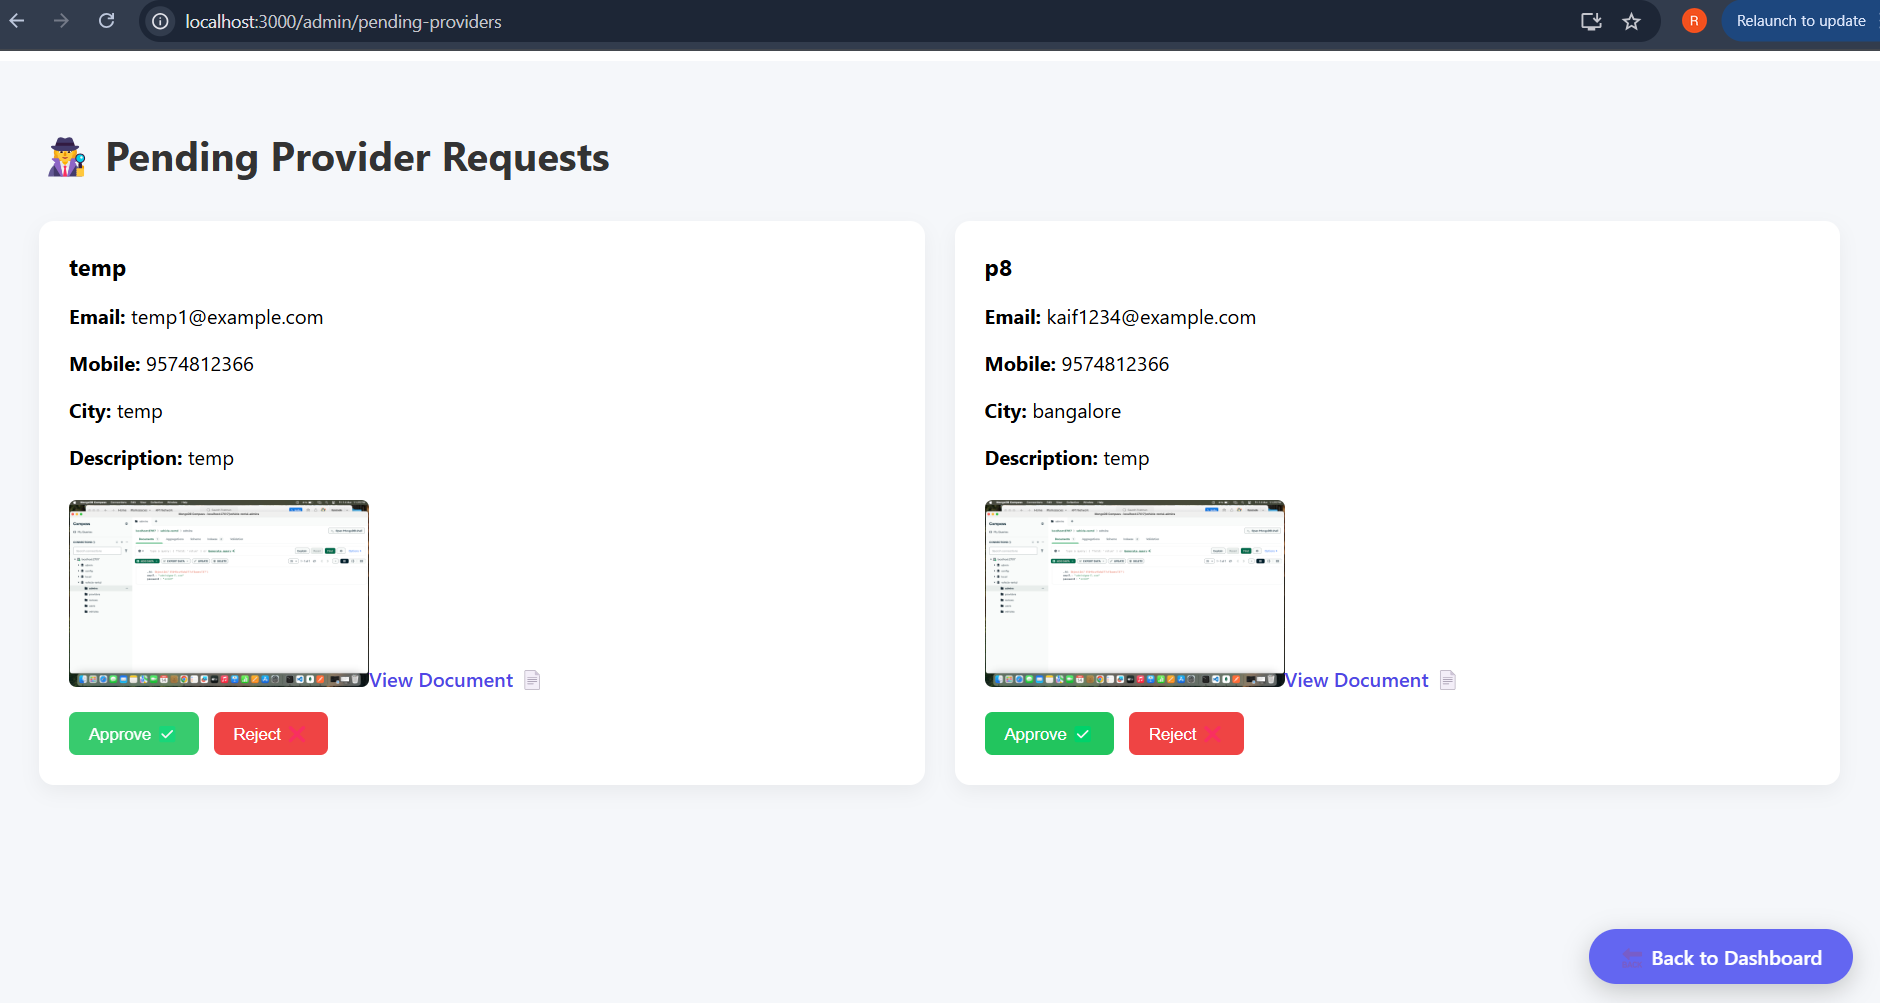 localhost:3000/admin/pending-providers
R
Relaunch to update
Pending Provider Requests
temp
Email: temp1@example.com
Mobile: 9574812366
City: temp
Description: temp
View Document
Approve
Reject
p8
Email: kaif1234@example.com
Mobile: 9574812366
City: bangalore
Description: temp
View Document
Approve
Reject
Back to Dashboard